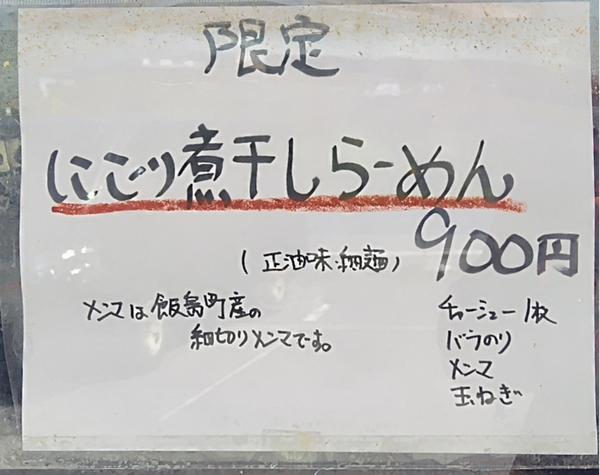 限定
にごり煮干しらーめん
900円
(正油味・細麺)
メンマは飯島町産の
細切りメンマです。
チャーシュー1枚
バラのり
メンマ
玉ねぎ